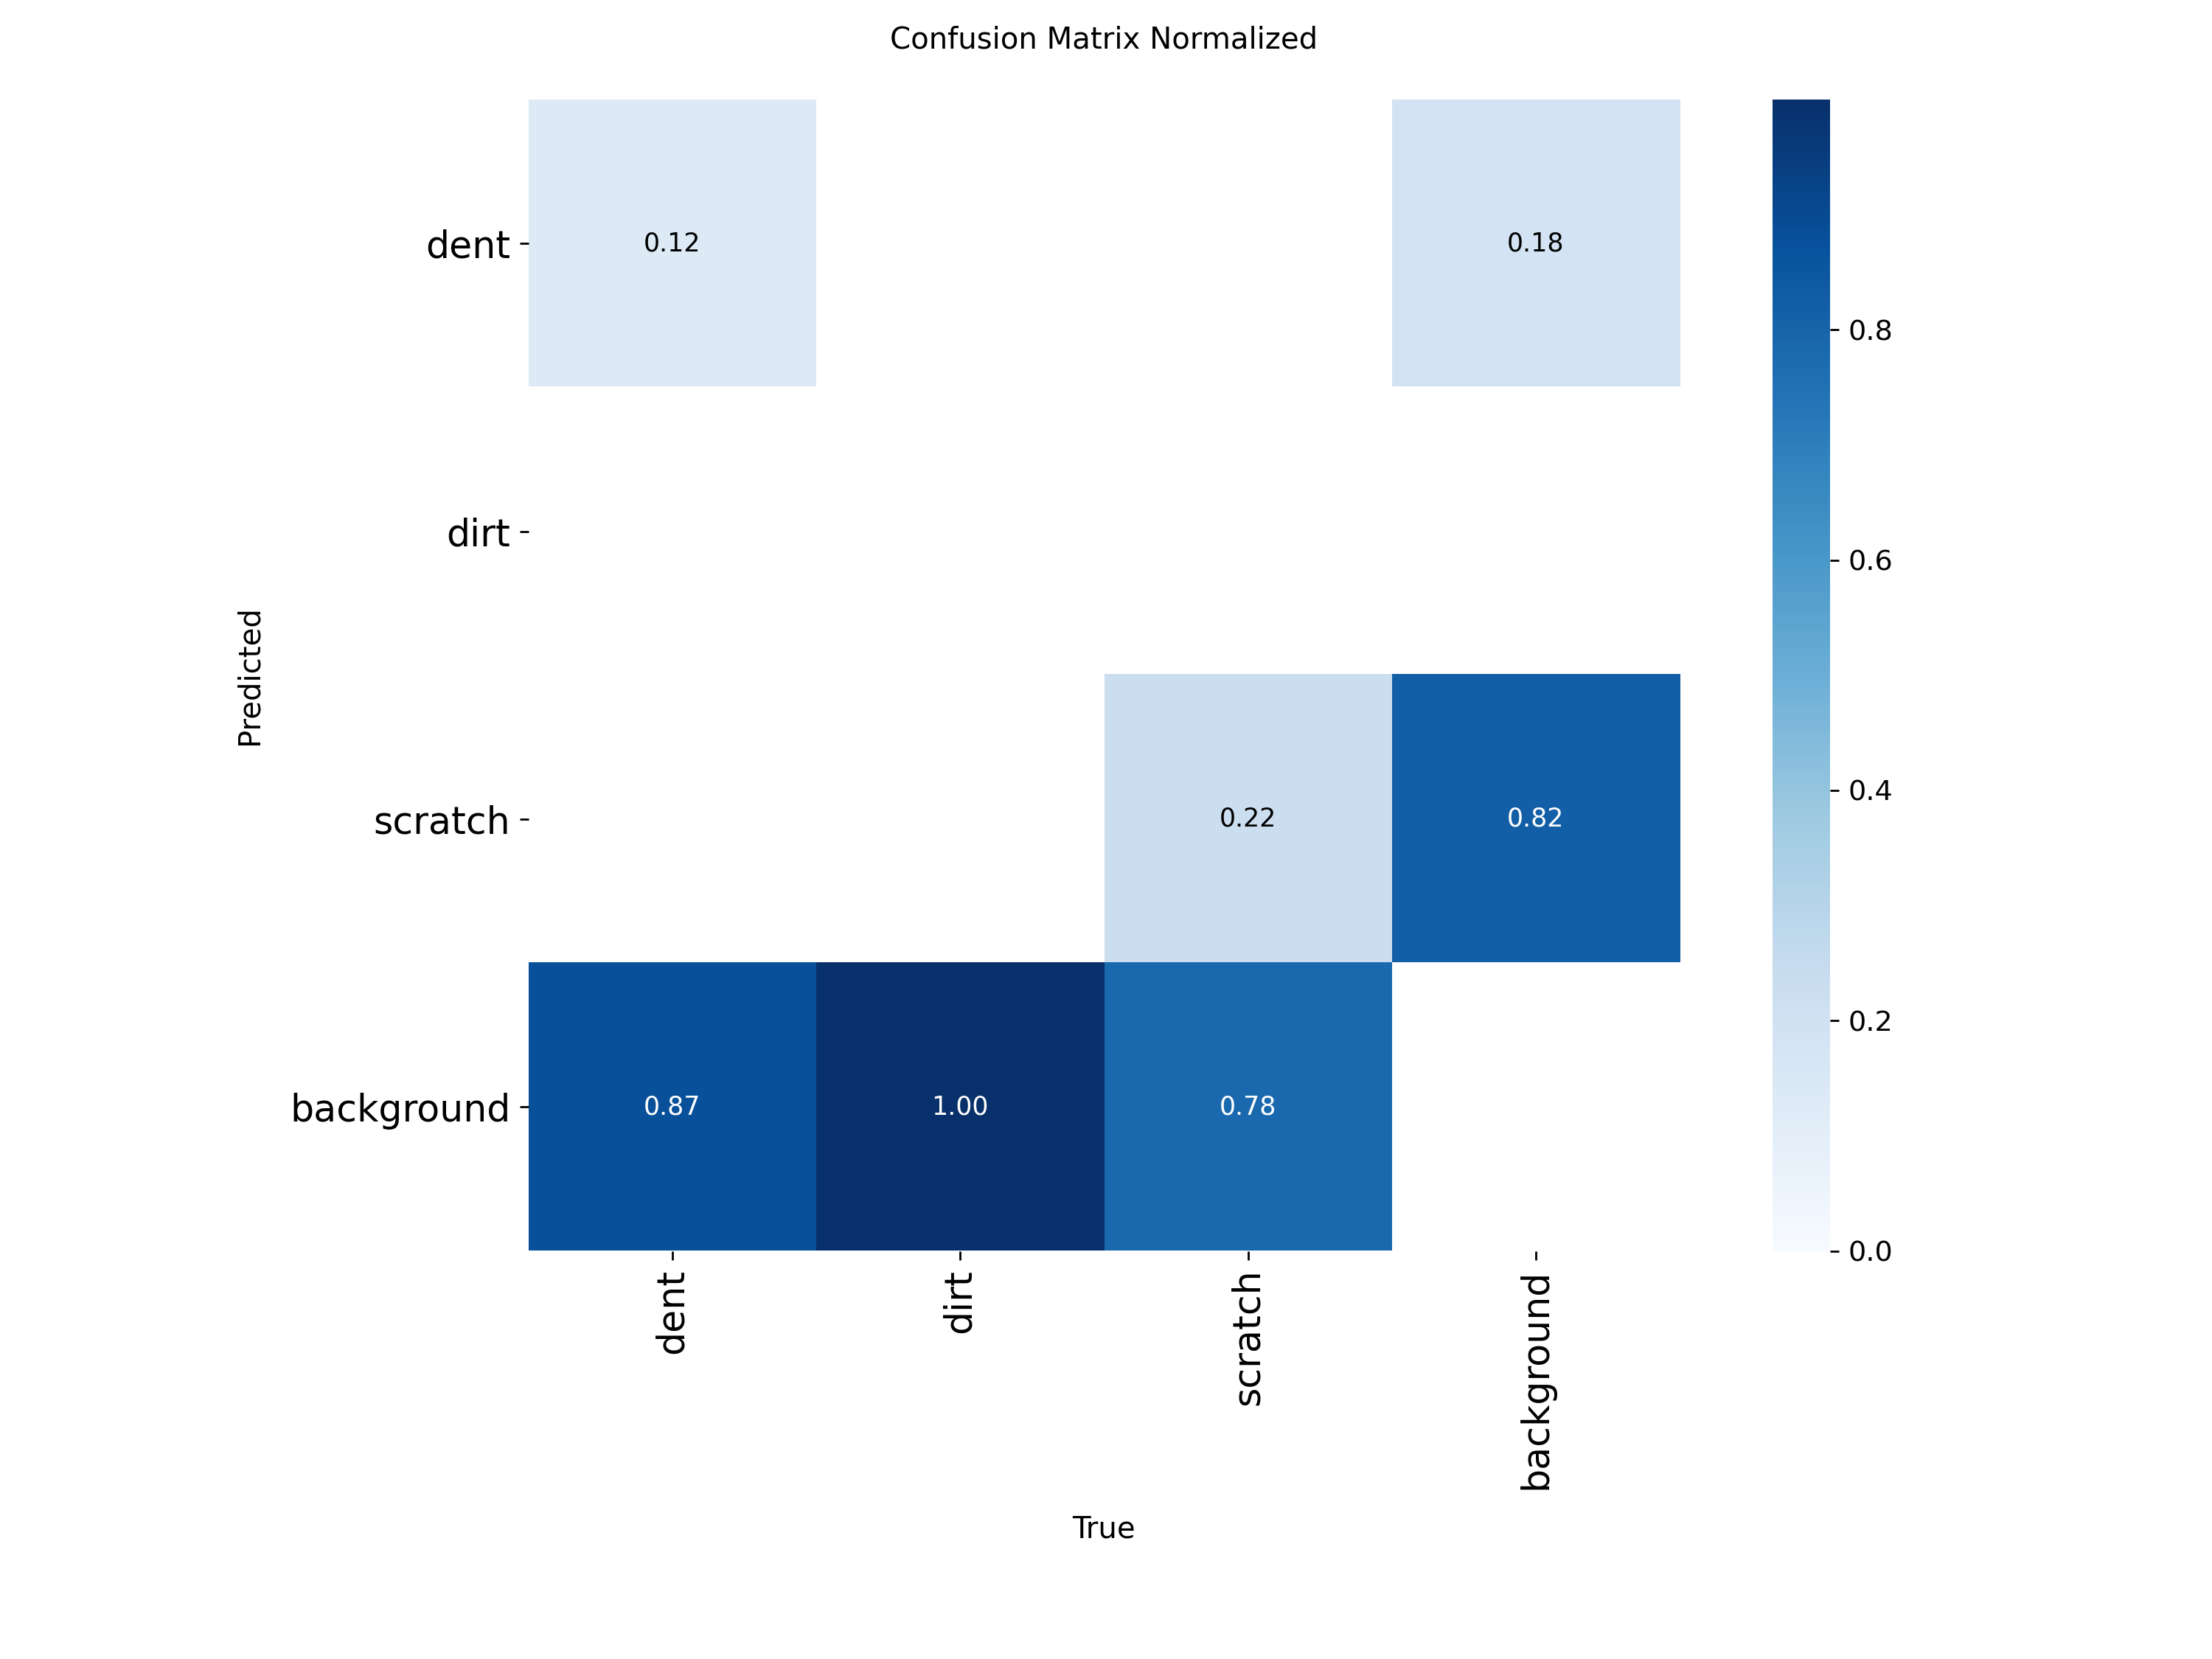 Confusion Matrix Normalized
dent
0.12
0.18
dirt
scratch
0.22
0.82
background
0.87
1.00
0.78
Predicted
dent
dirt
scratch
background
True
0.8
0.6
0.4
0.2
0.0